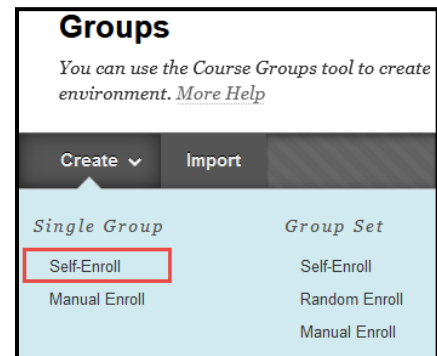 Groups
You can use the Course Groups tool to create
environment. More Help
Create Import
Single Group Group Set
Self-Enroll Self-Enroll
Manual Enroll Random Enroll
Manual Enroll